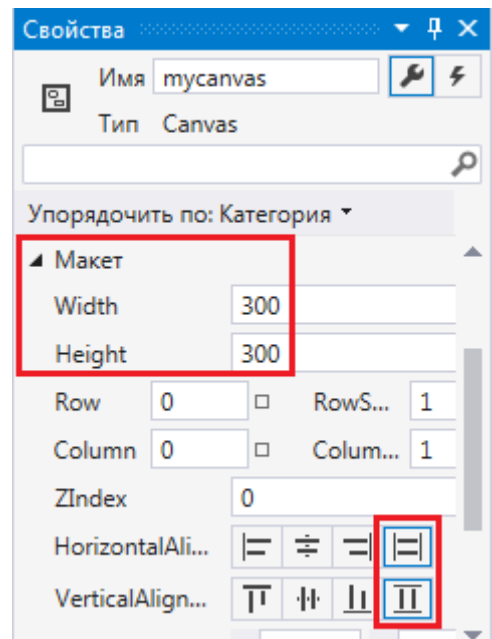 Свойства
Имя mycanvas
Тип Canvas
Упорядочить по: Категория
Макет
Width 300
Height 300
Row 0 RowS... 1
Column 0 Colum... 1
ZIndex 0
HorizontalAli...
VerticalAlign...